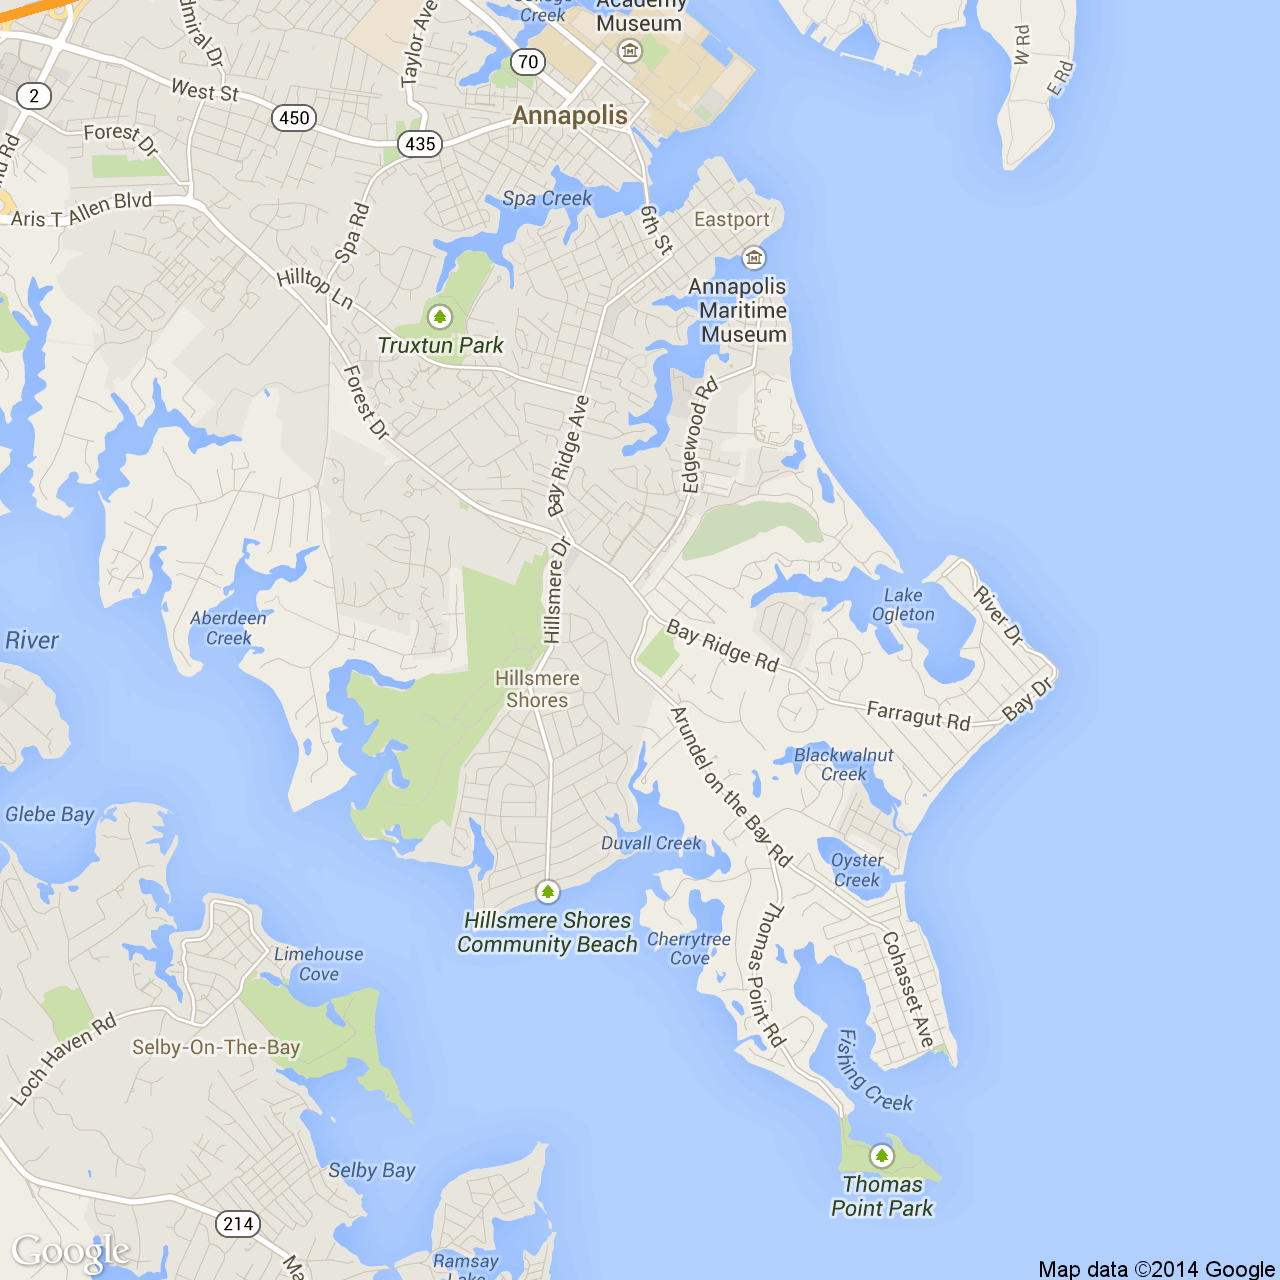 Creek
Academy
Museum
70
Annapolis
Admiral Dr
Taylor Ave
West St
2
450
435
Forest Dr
Aris T Allen Blvd
Spa Rd
Hilltop Ln
Spa Creek
6th St
Eastport
W Rd
E Rd
Annapolis
Maritime
Museum
Truxtun Park
Forest Dr
Bay Ridge Ave
Edgewood Rd
Hillsmere Dr
Aberdeen
Creek
River
Lake
Ogleton
River Dr
Bay Ridge Rd
Hillsmere
Shores
Farragut Rd
Bay Dr
Arundel on the Bay Rd
Blackwalnut
Creek
Glebe Bay
Duvall Creek
Oyster
Creek
Hillsmere Shores
Community Beach
Cherrytree
Cove
Thomas Point Rd
Cohasset Ave
Limehouse
Cove
Loch Haven Rd
Selby-On-The-Bay
Fishing Creek
Selby Bay
Thomas
Point Park
214
Ramsay
Lake
Google
Map data ©2014 Google